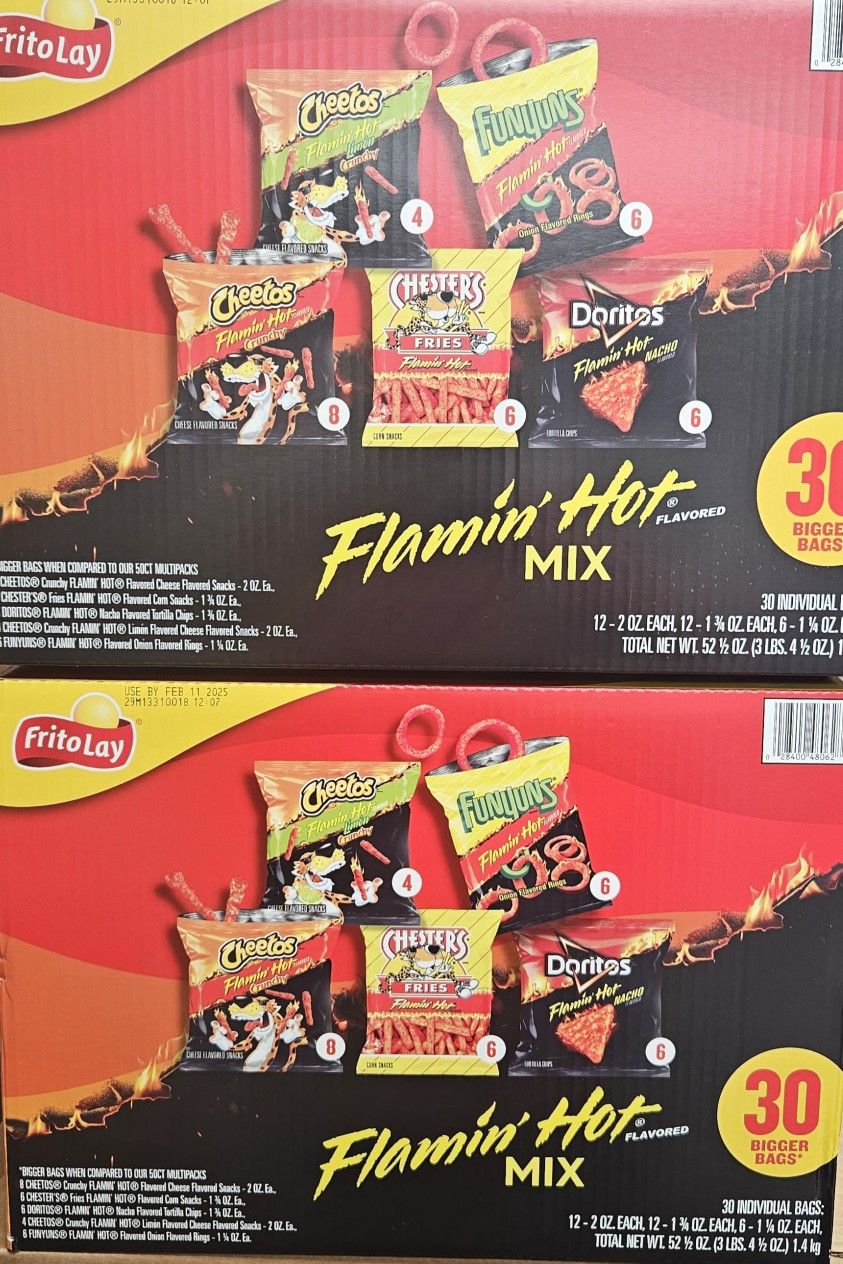 Frito Lay ®
Cheetos
Flamin' Hot FLAVORED
Limón
Crunchy
CHEESE FLAVORED SNACKS
4
FUNYUNS
Flamin' Hot
Onion Flavored Rings
6
Cheetos
Flamin' Hot FLAVORED
Crunchy
CHEESE FLAVORED SNACKS
8
CHESTER'S
FRIES
Flamin' Hot
CORN SNACKS
6
Doritos
Flamin' Hot NACHO
TORTILLA CHIPS
6
Flamin' Hot ® FLAVORED
MIX
BIGGE
BAGS
IGGER BAGS WHEN COMPARED TO OUR 50CT MULTIPACKS
CHEETOS® Crunchy FLAMIN' HOT® Flavored Cheese Flavored Snacks - 2 OZ. Ea.,
CHESTER'S® Fries FLAMIN' HOT® Flavored Corn Snacks - 1 ¾ OZ. Ea.
DORITOS® FLAMIN' HOT® Nacho Flavored Tortilla Chips - 1 ¾ OZ. Ea.
CHEETOS® Crunchy FLAMIN' HOT® Limón Flavored Cheese Flavored Snacks - 2 OZ. Ea.,
FUNYUNS® FLAMIN' HOT® Flavored Onion Flavored Rings - 1 ¼ OZ. Ea.
30 INDIVIDUAL
12 - 2 OZ. EACH, 12 - 1 ¾ OZ. EACH, 6 - 1 ¼ OZ.
TOTAL NET WT. 52 ½ OZ. (3 LBS. 4 ½ OZ.) 1
Frito Lay ®
USE BY FEB 11 2025
29M13310018 12:07
0 28400 48062
Cheetos
Flamin' Hot FLAVORED
Limón
Crunchy
CHEESE FLAVORED SNACKS
4
FUNYUNS
Flamin' Hot
Onion Flavored Rings
6
Cheetos
Flamin' Hot FLAVORED
Crunchy
CHEESE FLAVORED SNACKS
8
CHESTER'S
FRIES
Flamin' Hot
CORN SNACKS
6
Doritos
Flamin' Hot NACHO
TORTILLA CHIPS
6
30
BIGGER
BAGS*
Flamin' Hot ® FLAVORED
MIX
*BIGGER BAGS WHEN COMPARED TO OUR 50CT MULTIPACKS
8 CHEETOS® Crunchy FLAMIN' HOT® Flavored Cheese Flavored Snacks - 2 OZ. Ea.,
6 CHESTER'S® Fries FLAMIN' HOT® Flavored Corn Snacks - 1 ¾ OZ. Ea.,
6 DORITOS® FLAMIN' HOT® Nacho Flavored Tortilla Chips - 1 ¾ OZ. Ea.
4 CHEETOS® Crunchy FLAMIN' HOT® Limón Flavored Cheese Flavored Snacks - 2 OZ. Ea.,
6 FUNYUNS® FLAMIN' HOT® Flavored Onion Flavored Rings - 1 ¼ OZ. Ea.
30 INDIVIDUAL BAGS:
12 - 2 OZ. EACH, 12 - 1 ¾ OZ. EACH, 6 - 1 ¼ OZ. EACH,
TOTAL NET WT. 52 ½ OZ. (3 LBS. 4 ½ OZ.) 1.4 kg